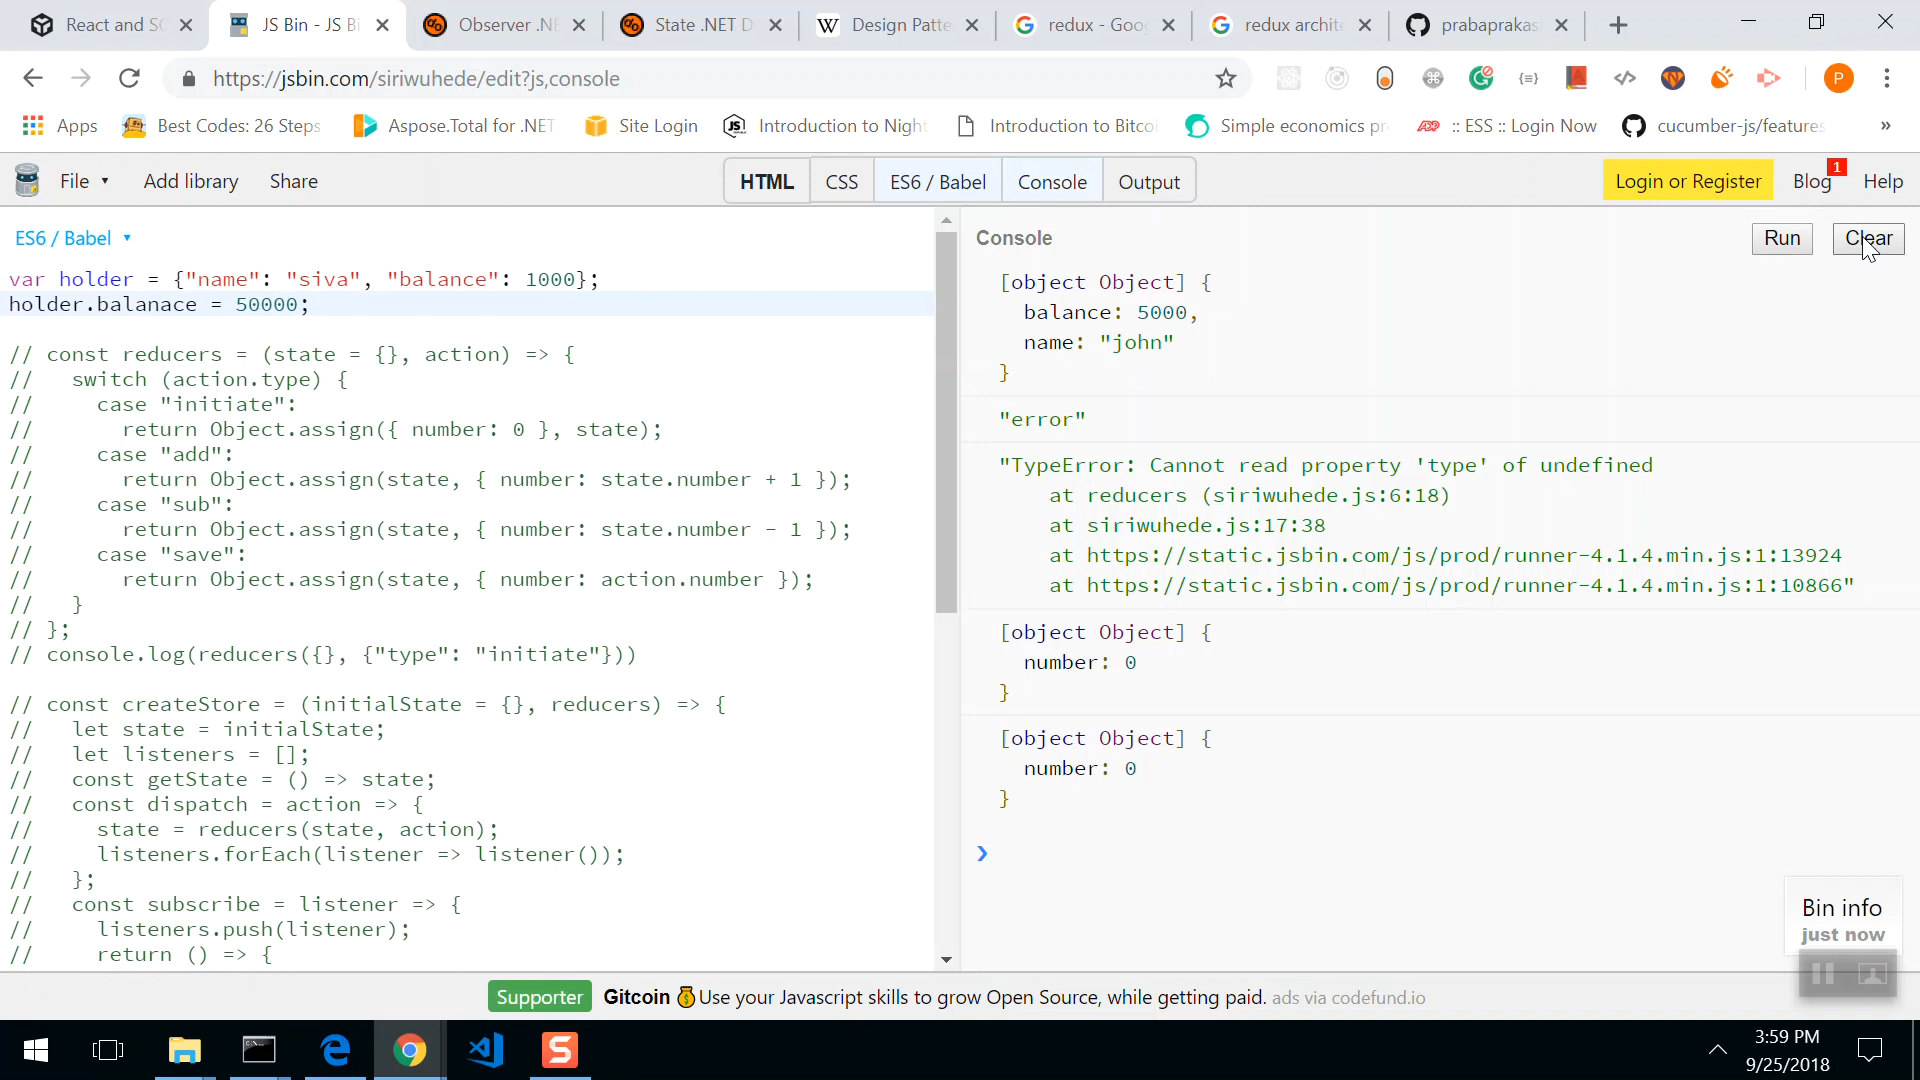 React and SC
JS Bin - JS Bi
Observer .NE
State .NET D
Design Patte
redux - Goog
redux archite
prabaprakas
https://jsbin.com/siriwuhede/edit?js,console
P
Apps
Best Codes: 26 Steps
Aspose.Total for .NET
Site Login
Introduction to Night
Introduction to Bitcoi
Simple economics pr
:: ESS :: Login Now
cucumber-js/features
»
File
Add library
Share
HTML
CSS
ES6 / Babel
Console
Output
Login or Register
Blog
1
Help
ES6 / Babel
var holder = {"name": "siva", "balance": 1000};
holder.balanace = 50000;
// const reducers = (state = {}, action) => {
//   switch (action.type) {
//     case "initiate":
//       return Object.assign({ number: 0 }, state);
//     case "add":
//       return Object.assign(state, { number: state.number + 1 });
//     case "sub":
//       return Object.assign(state, { number: state.number - 1 });
//     case "save":
//       return Object.assign(state, { number: action.number });
//   }
// };
// console.log(reducers({}, {"type": "initiate"}))
// const createStore = (initialState = {}, reducers) => {
//   let state = initialState;
//   let listeners = [];
//   const getState = () => state;
//   const dispatch = action => {
//     state = reducers(state, action);
//     listeners.forEach(listener => listener());
//   };
//   const subscribe = listener => {
//     listeners.push(listener);
//     return () => {
Console
Run
Clear
[object Object] {
  balance: 5000,
  name: "john"
}
"error"
"TypeError: Cannot read property 'type' of undefined
    at reducers (siriwuhede.js:6:18)
    at siriwuhede.js:17:38
    at https://static.jsbin.com/js/prod/runner-4.1.4.min.js:1:13924
    at https://static.jsbin.com/js/prod/runner-4.1.4.min.js:1:10866"
[object Object] {
  number: 0
}
[object Object] {
  number: 0
}
Bin info
just now
Supporter
Gitcoin Use your Javascript skills to grow Open Source, while getting paid. ads via codefund.io
3:59 PM
9/25/2018